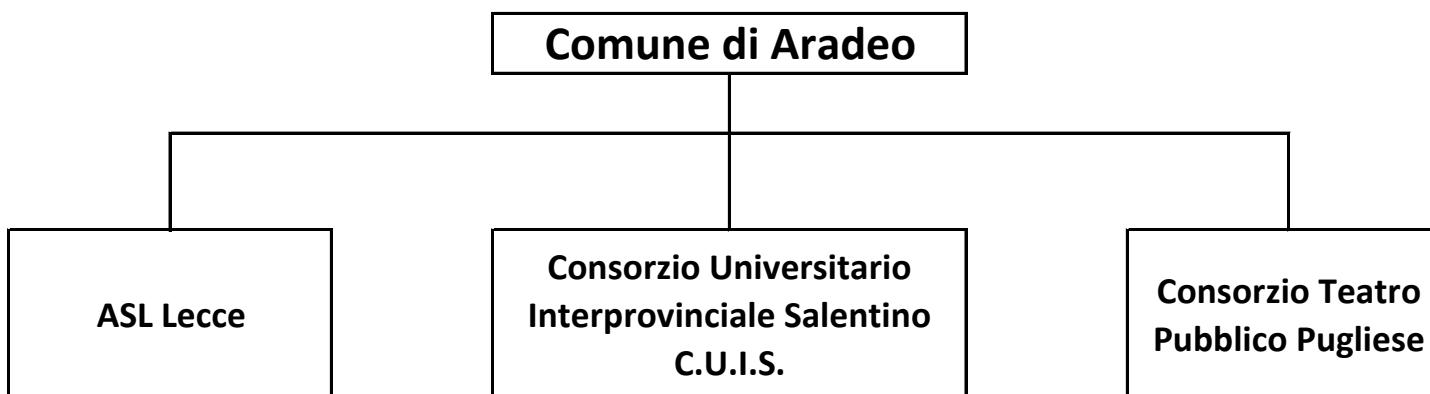 Comune di Aradeo
ASL Lecce
Consorzio Universitario
Interprovinciale Salentino
C.U.I.S.
Consorzio Teatro
Pubblico Pugliese